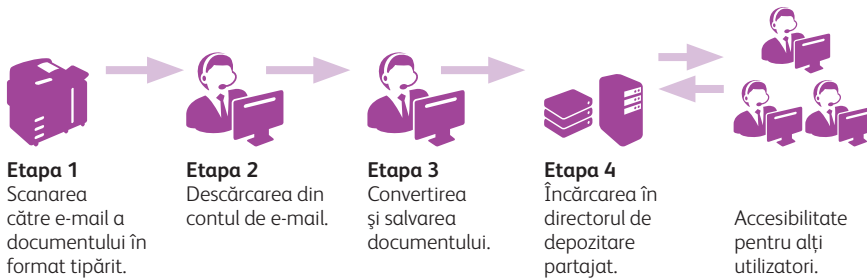 Etapa 1
Scanarea
către e-mail a
documentului în
format tipărit.
Etapa 2
Descărcarea din
contul de e-mail.
Etapa 3
Convertirea
şi salvarea
documentului.
Etapa 4
Încărcarea în
directorul de
depozitare
partajat.
Accesibilitate
pentru alți
utilizatori.